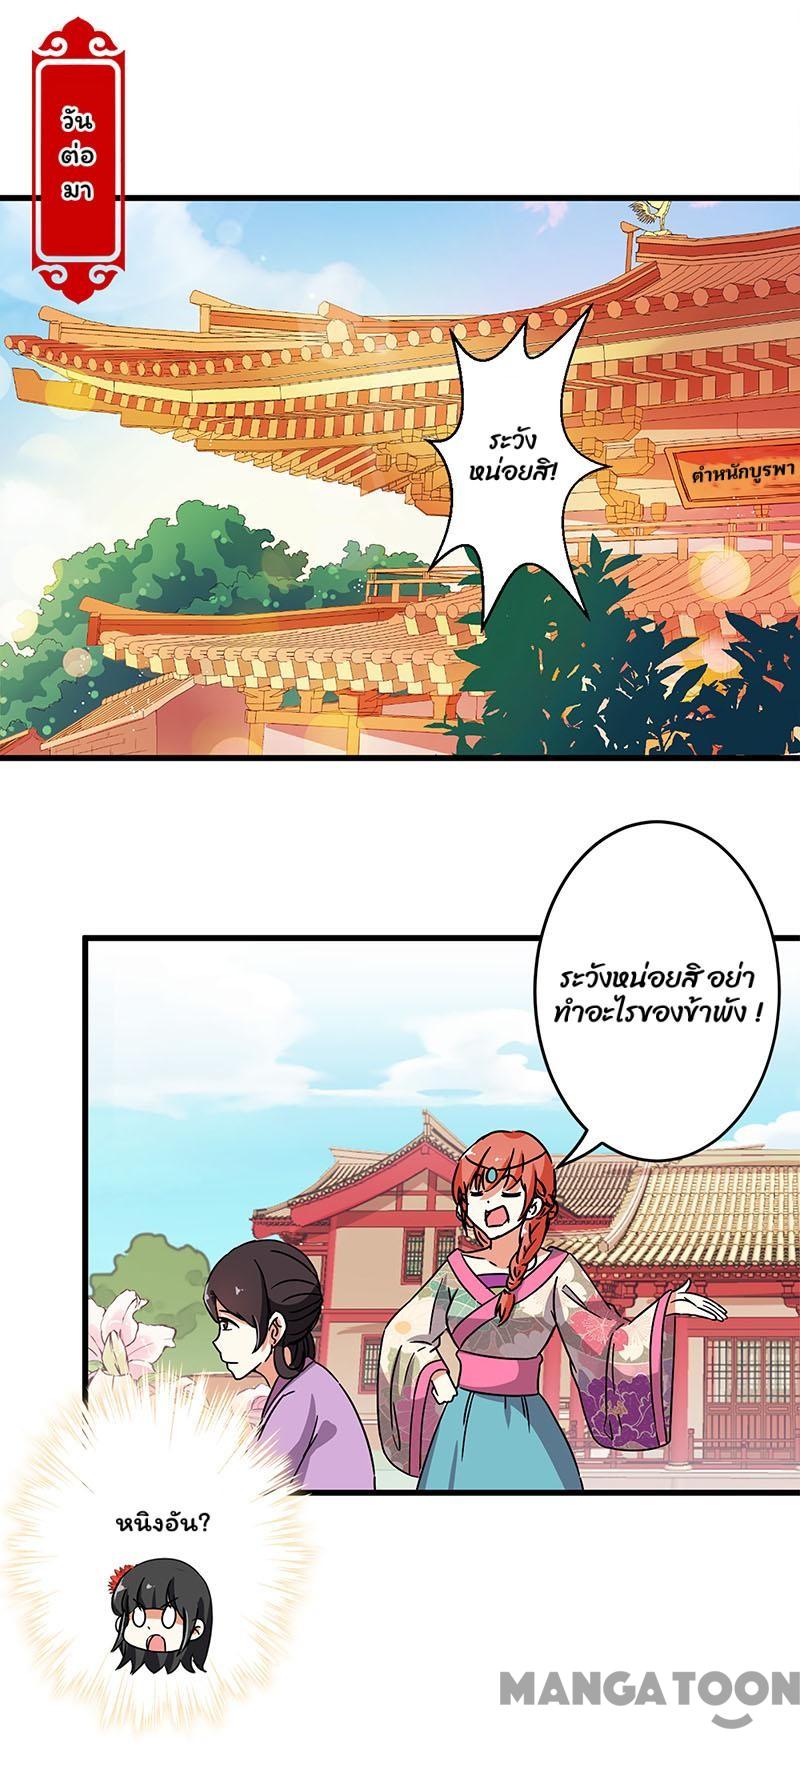 วัน
ต่อ
มา
ระวัง
หน่อยสิ!
ตำหนักบูรพา
ระวังหน่อยสิ อย่า
ทำอะไรของข้าพัง !
หนิงอัน?
MANGATOON